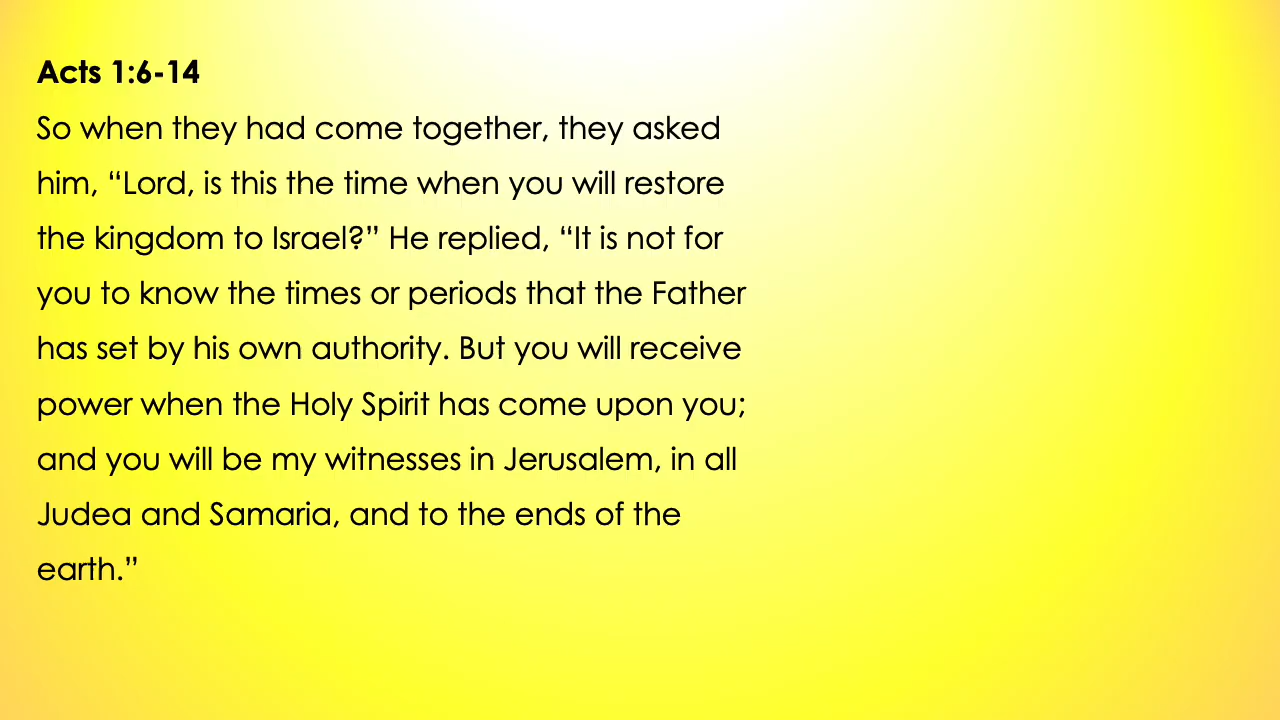 Acts 1:6-14
So when they had come together, they asked
him, “Lord, is this the time when you will restore
the kingdom to Israel?” He replied, “It is not for
you to know the times or periods that the Father
has set by his own authority. But you will receive
power when the Holy Spirit has come upon you;
and you will be my witnesses in Jerusalem, in all
Judea and Samaria, and to the ends of the
earth.”